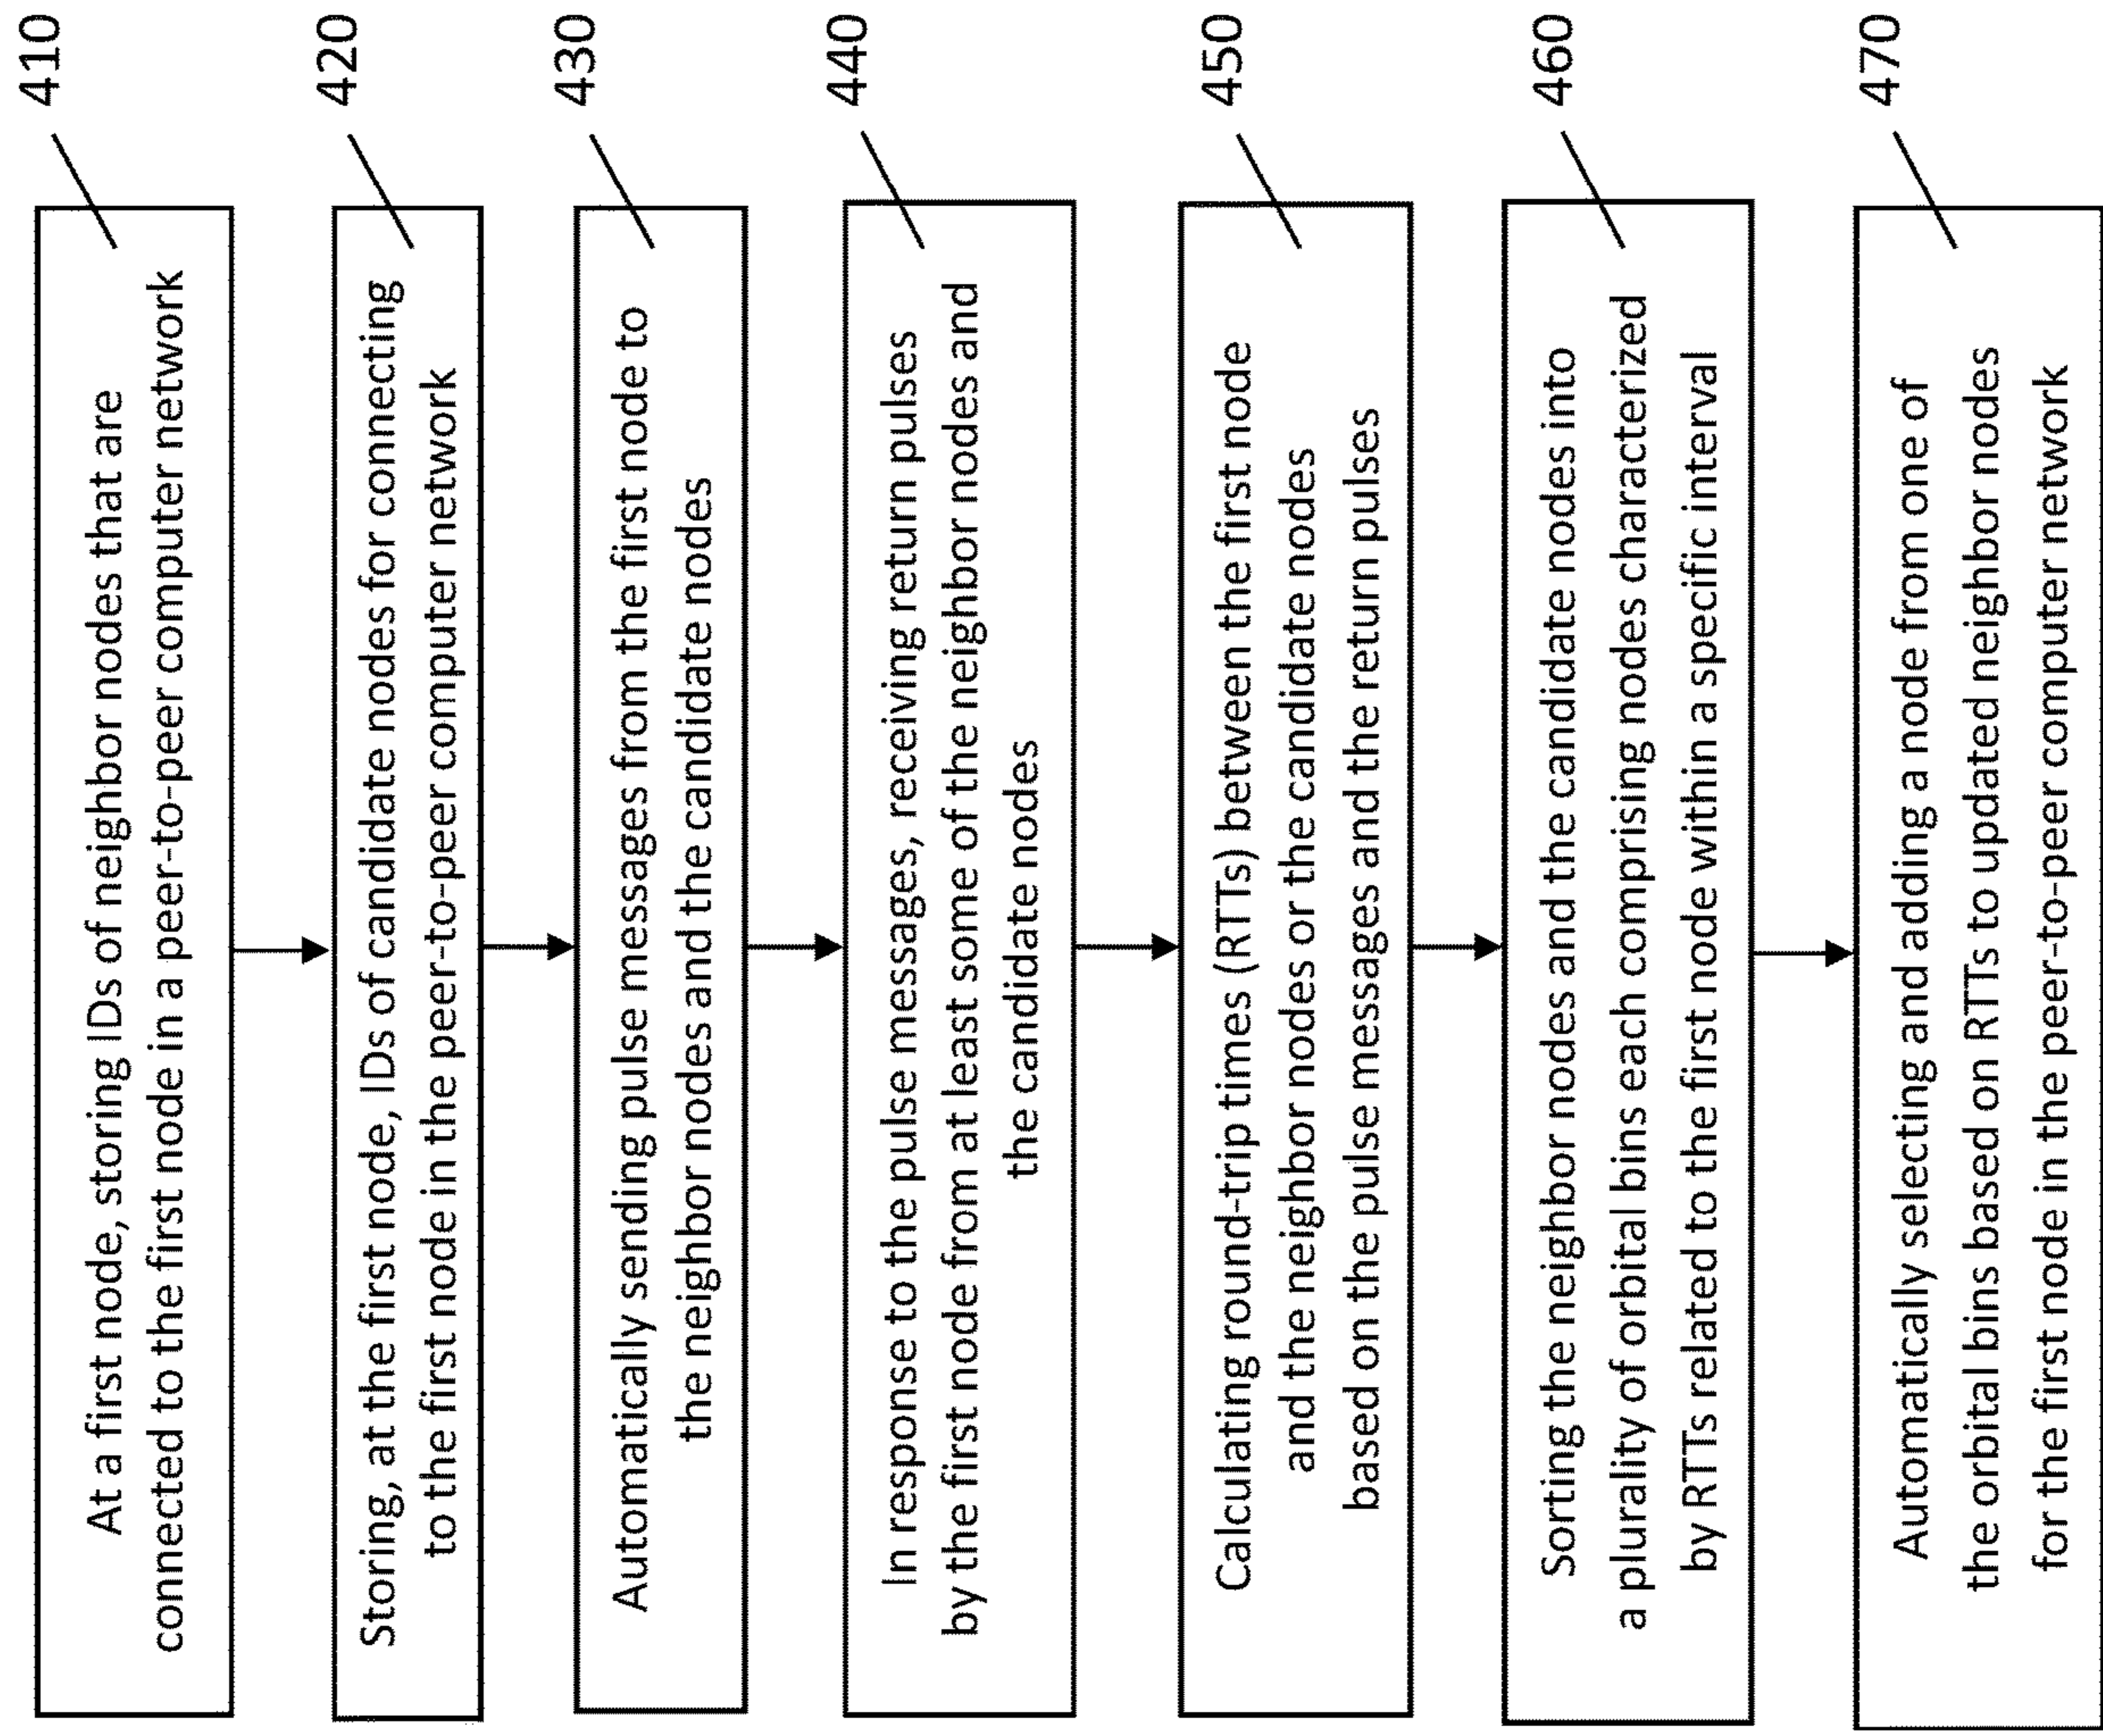 410
At a first node, storing IDs of neighbor nodes that are
connected to the first node in a peer-to-peer computer network
420
Storing, at the first node, IDs of candidate nodes for connecting
to the first node in the peer-to-peer computer network
430
Automatically sending pulse messages from the first node to
the neighbor nodes and the candidate nodes
440
In response to the pulse messages, receiving return pulses
by the first node from at least some of the neighbor nodes and
the candidate nodes
450
Calculating round-trip times (RTTs) between the first node
and the neighbor nodes or the candidate nodes
based on the pulse messages and the return pulses
460
Sorting the neighbor nodes and the candidate nodes into
a plurality of orbital bins each comprising nodes characterized
by RTTs related to the first node within a specific interval
470
Automatically selecting and adding a node from one of
the orbital bins based on RTTs to updated neighbor nodes
for the first node in the peer-to-peer computer network